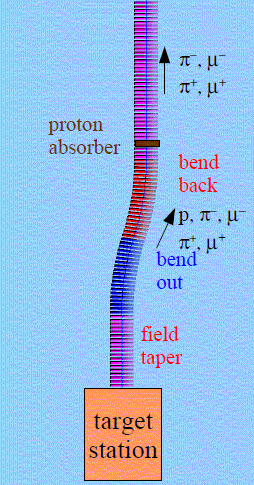 π⁻, μ⁻
π⁺, μ⁺
proton
absorber
bend
back
p, π⁻, μ⁻
π⁺, μ⁺
bend
out
field
taper
target
station